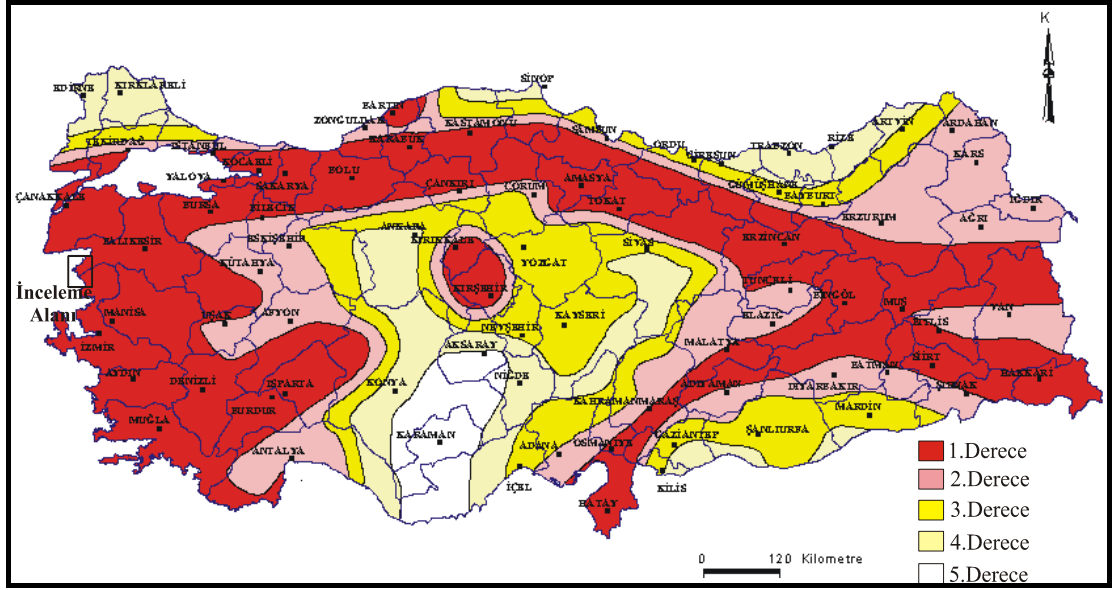 K
SİNOP
EDİRNE
KIRKLARELİ
BARTIN
ZONGULDAK
KASTAMONU
ARTVİN
ARDAHAN
TEKİRDAĞ
İSTANBUL
KARABÜK
SAMSUN
ORDU
GİRESUN
TRABZON
RİZE
KARS
KOCAELİ
YALOVA
SAKARYA
BOLU
ÇANKIRI
ÇORUM
AMASYA
GÜMÜŞHANE
BAYBURT
ÇANAKKALE
BURSA
BİLECİK
TOKAT
ERZURUM
AĞRI
IĞDIR
BALIKESİR
ESKİŞEHİR
ANKARA
KIRIKKALE
SİVAS
ERZİNCAN
KÜTAHYA
YOZGAT
TUNCELİ
İnceleme
Alanı
MANİSA
UŞAK
AFYON
KIRŞEHİR
NEVŞEHİR
KAYSERİ
ELAZIĞ
BİNGÖL
MUŞ
BİTLİS
VAN
İZMİR
AKSARAY
MALATYA
SİİRT
AYDIN
DENİZLİ
ISPARTA
BURDUR
KONYA
NİĞDE
KAHRAMANMARAŞ
ADIYAMAN
DİYARBAKIR
BATMAN
ŞIRNAK
HAKKARİ
MUĞLA
ANTALYA
KARAMAN
ADANA
OSMANİYE
GAZİANTEP
ŞANLIURFA
MARDİN
İÇEL
KİLİS
HATAY
1.Derece
2.Derece
3.Derece
4.Derece
5.Derece
0 120 Kilometre